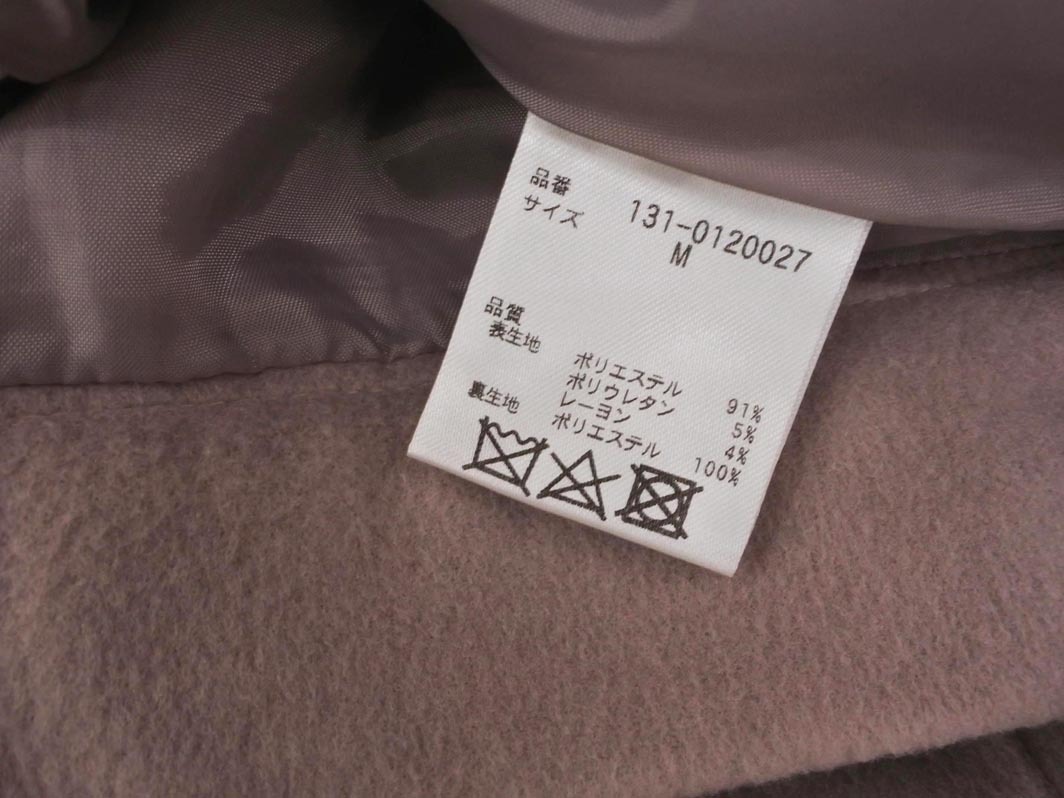 品番 131-0120027
サイズ M
品質
表生地 ポリエステル 91%
ポリウレタン 5%
レーヨン 4%
裏生地 ポリエステル 100%